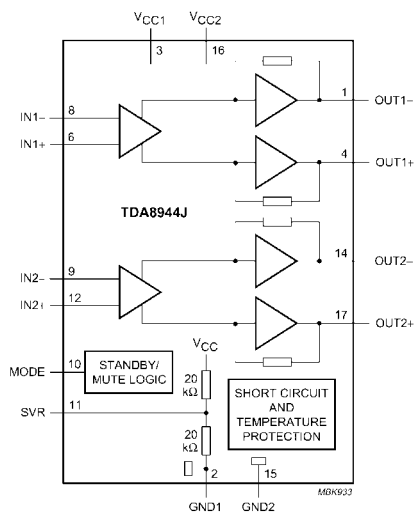 VCC1 VCC2
3 16
IN1– 8
IN1+ 6
1 OUT1–
4 OUT1+
TDA8944J
IN2– 9
IN2+ 12
14 OUT2–
17 OUT2+
VCC
MODE 10
STANDBY/
MUTE LOGIC
20
kΩ
SVR 11
20
kΩ
SHORT CIRCUIT
AND
TEMPERATURE
PROTECTION
2 15
MBK933
GND1 GND2